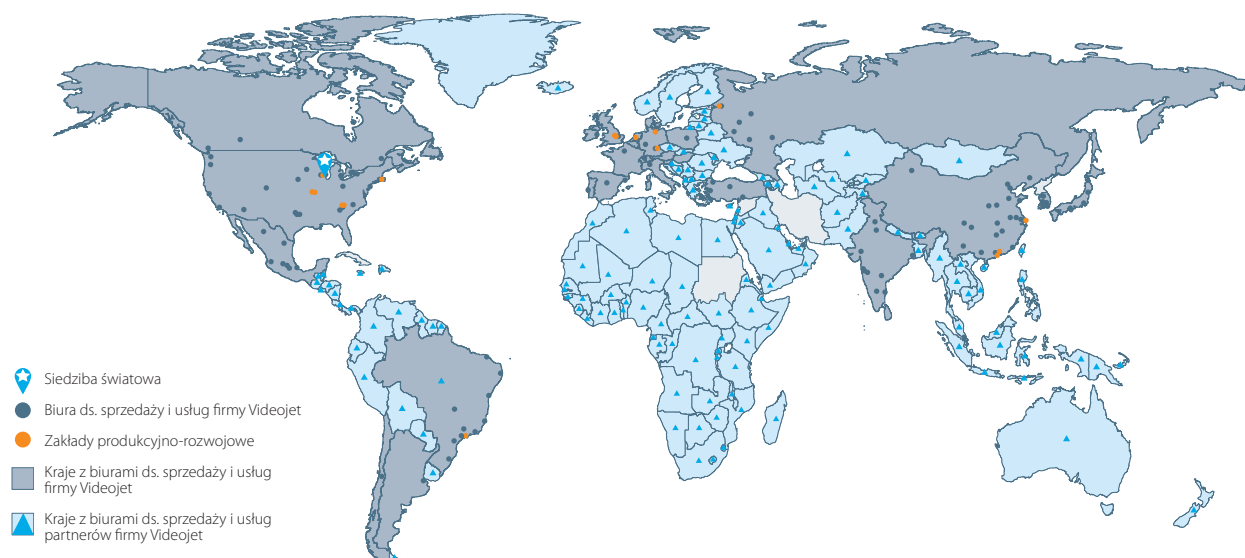 Siedziba światowa
Biura ds. sprzedaży i usług firmy Videojet
Zakłady produkcyjno-rozwojowe
Kraje z biurami ds. sprzedaży i usług
firmy Videojet
Kraje z biurami ds. sprzedaży i usług
partnerów firmy Videojet